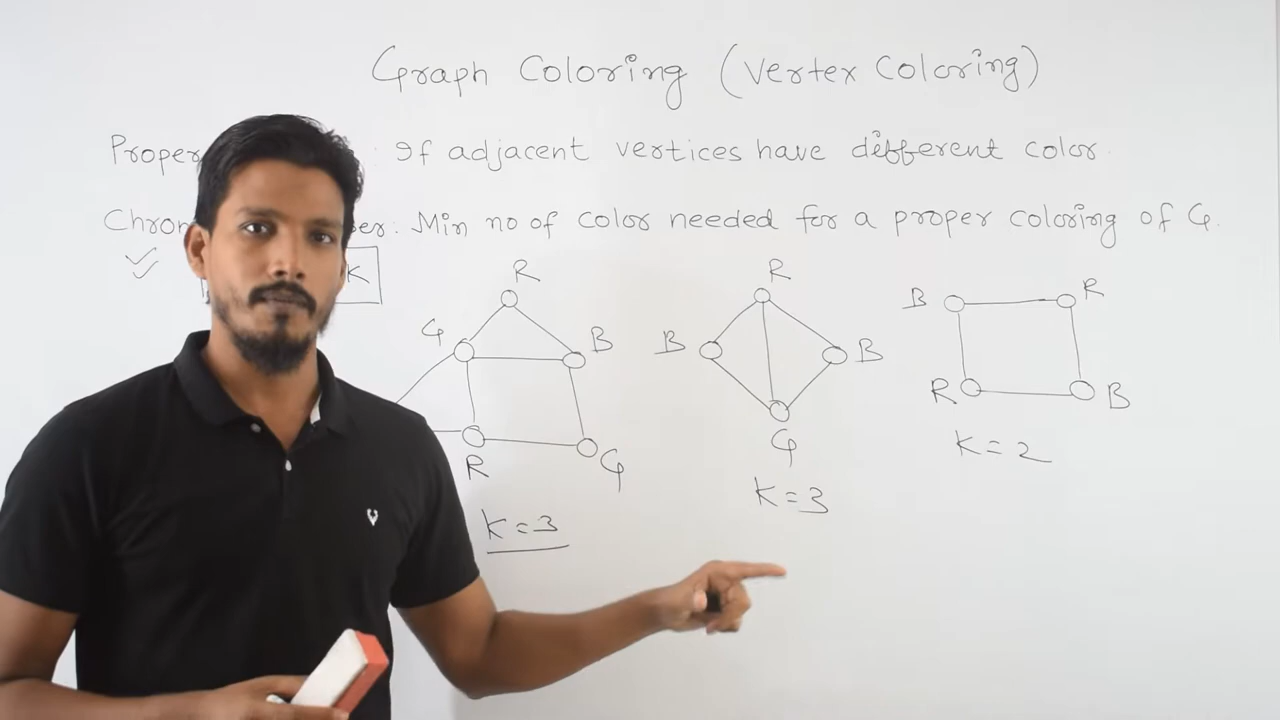 Graph Coloring (Vertex Coloring)
Proper : If adjacent vertices have different color.
Chrom ber : Min no of color needed for a proper coloring of G.
K
R
G
B
R
G
K=3
R
B
B
G
K=3
B
R
R
B
K=2